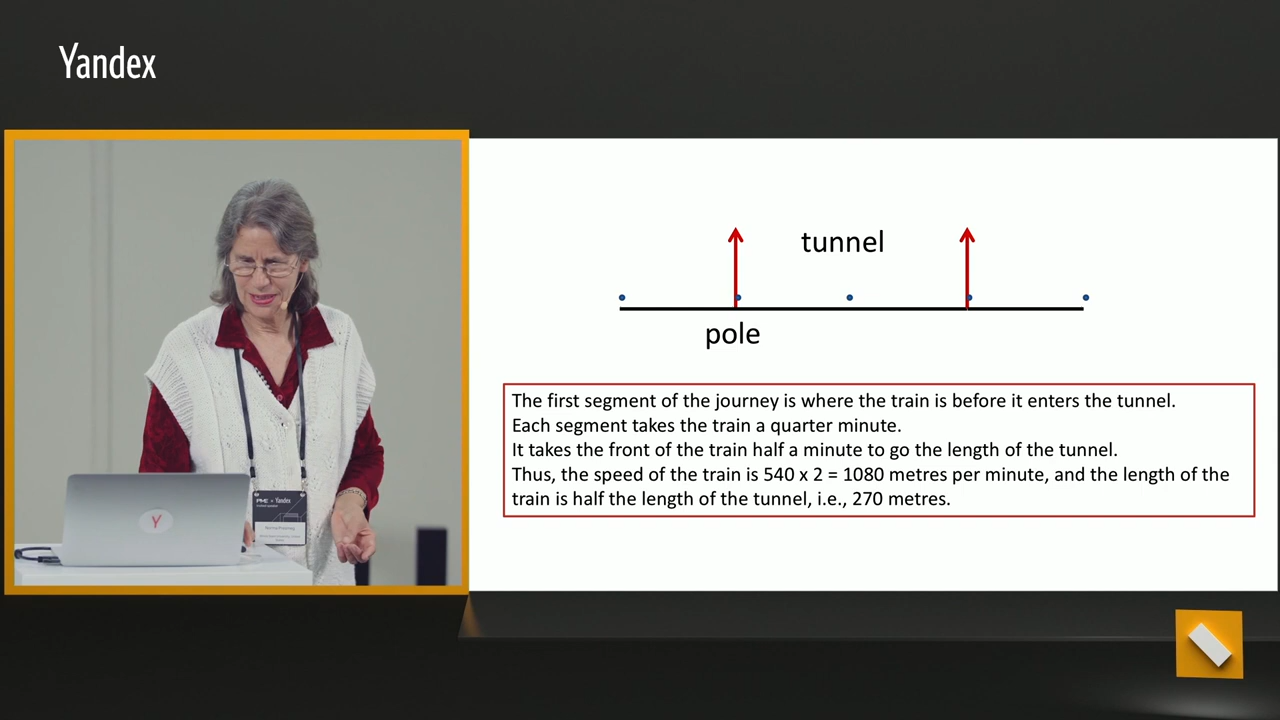 Yandex
tunnel
pole
The first segment of the journey is where the train is before it enters the tunnel.
Each segment takes the train a quarter minute.
It takes the front of the train half a minute to go the length of the tunnel.
Thus, the speed of the train is 540 x 2 = 1080 metres per minute, and the length of the
train is half the length of the tunnel, i.e., 270 metres.
Y